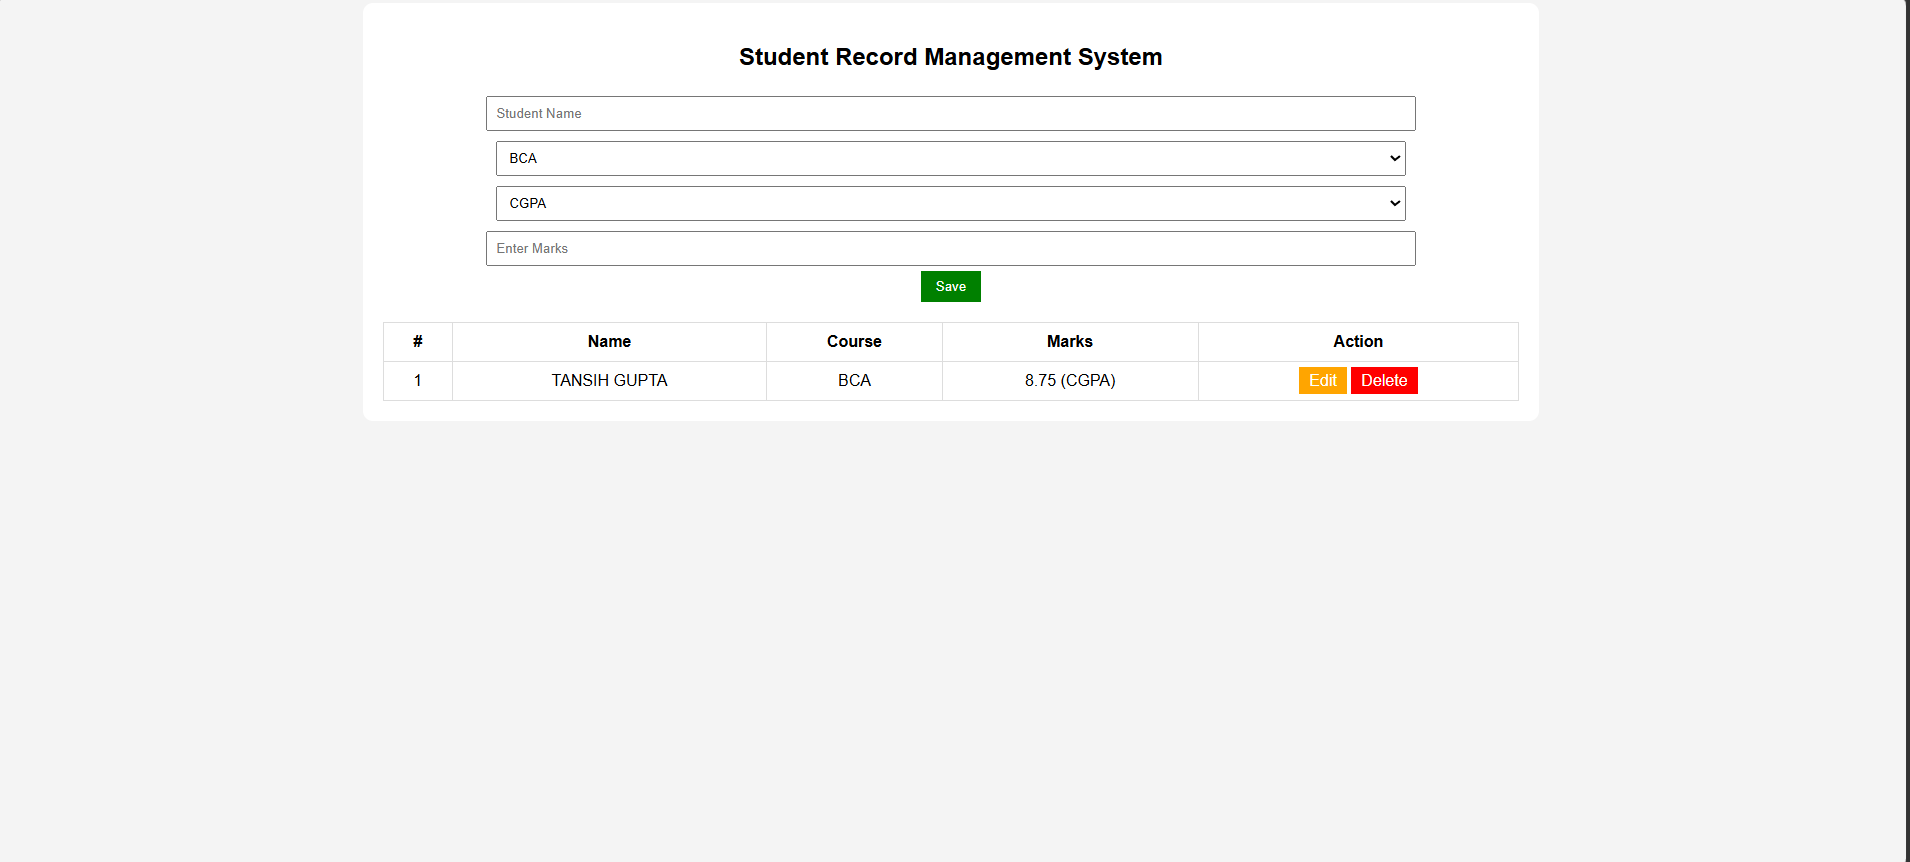 Student Record Management System
Student Name
BCA
CGPA
Enter Marks
Save
# Name Course Marks Action
1 TANSIH GUPTA BCA 8.75 (CGPA) Edit Delete